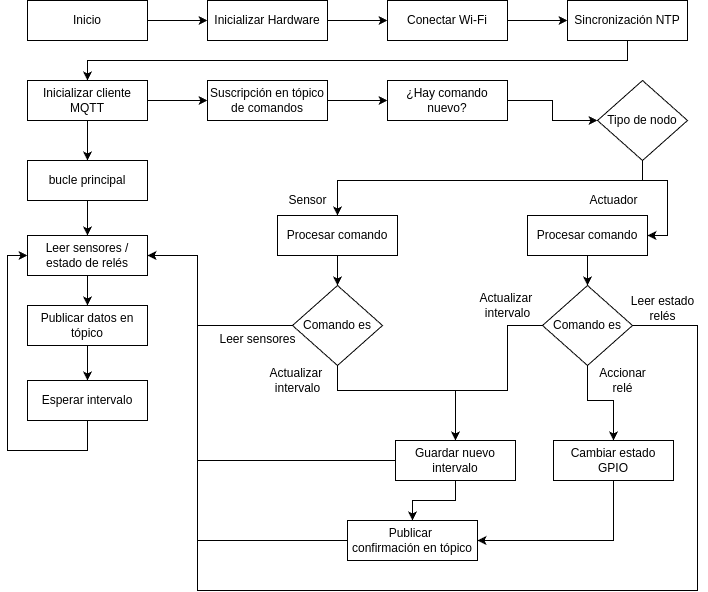 Inicio
Inicializar Hardware
Conectar Wi-Fi
Sincronización NTP
Inicializar cliente
MQTT
Suscripción en tópico
de comandos
¿Hay comando
nuevo?
Tipo de nodo
bucle principal
Sensor
Actuador
Leer sensores /
estado de relés
Procesar comando
Procesar comando
Publicar datos en
tópico
Comando es
Leer sensores
Actualizar
intervalo
Actualizar
intervalo
Comando es
Leer estado
relés
Accionar
relé
Esperar intervalo
Guardar nuevo
intervalo
Cambiar estado
GPIO
Publicar
confirmación en tópico